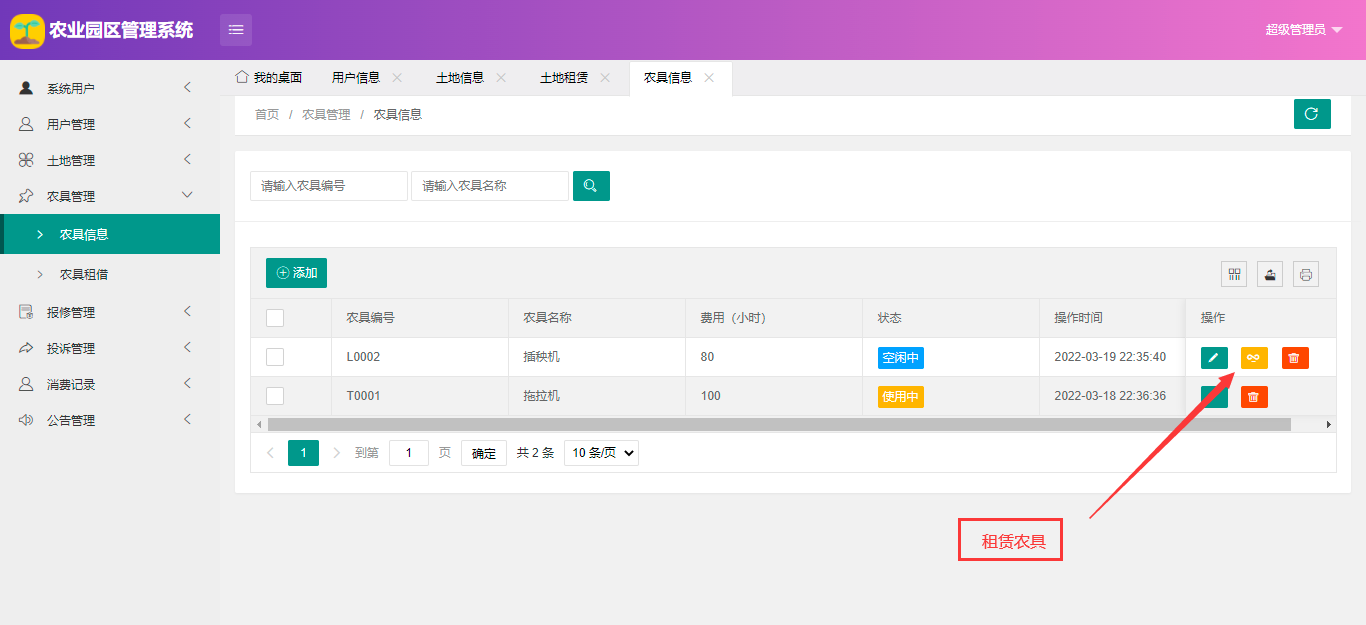 农业园区管理系统
超级管理员
系统用户
用户管理
土地管理
农具管理
农具信息
农具租借
报修管理
投诉管理
消费记录
公告管理
我的桌面 用户信息 土地信息 土地租赁 农具信息
首页 / 农具管理 / 农具信息
请输入农具编号 请输入农具名称
添加
农具编号 农具名称 费用（小时） 状态 操作时间 操作
L0002 插秧机 80 空闲中 2022-03-19 22:35:40
T0001 拖拉机 100 使用中 2022-03-18 22:36:36
1 到第 1 页 确定 共 2 条 10 条/页
租赁农具